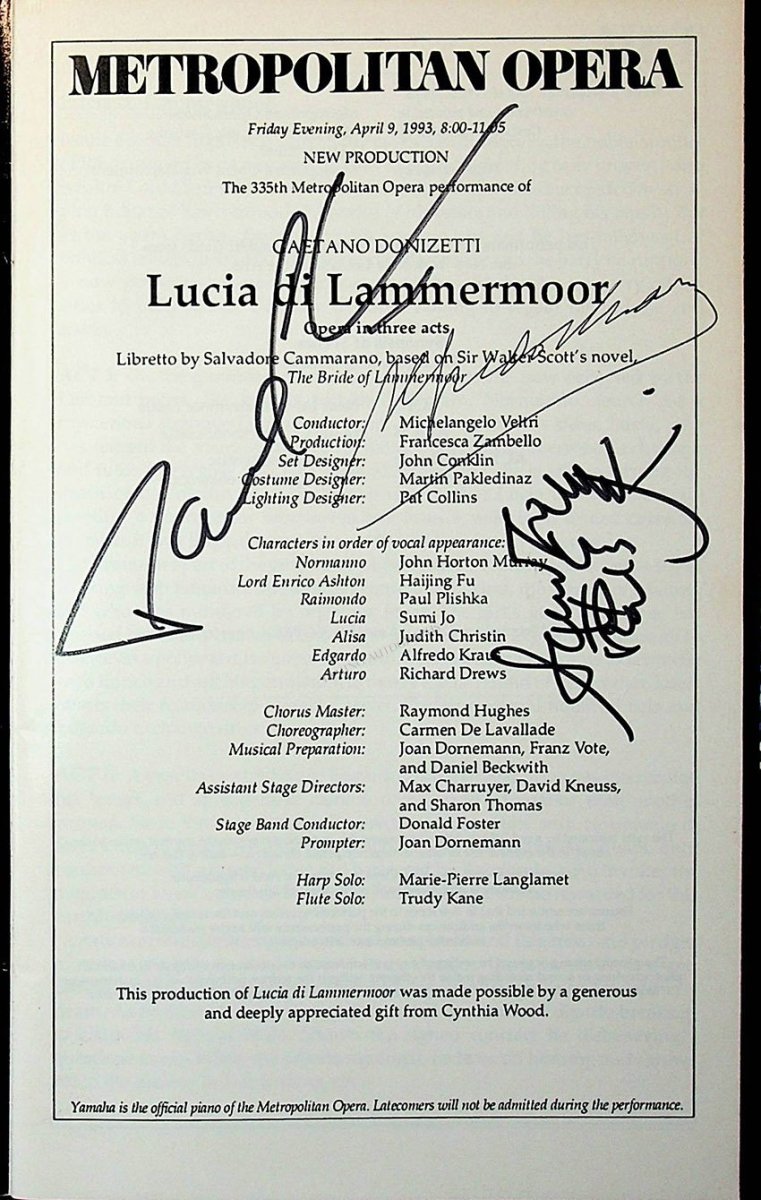 METROPOLITAN OPERA
Friday Evening, April 9, 1993, 8:00-11:05
NEW PRODUCTION
The 335th Metropolitan Opera performance of
GAETANO DONIZETTI
Lucia di Lammermoor
Opera in three acts
Libretto by Salvadore Cammarano, based on Sir Walter Scott's novel,
The Bride of Lammermoor
Conductor: Michelangelo Veltri
Production: Francesca Zambello
Set Designer: John Conklin
Costume Designer: Martin Pakledinaz
Lighting Designer: Pat Collins
Characters in order of vocal appearance:
Normanno John Horton Murray
Lord Enrico Ashton Haijing Fu
Raimondo Paul Plishka
Lucia Sumi Jo
Alisa Judith Christin
Edgardo Alfredo Kraus
Arturo Richard Drews
Chorus Master: Raymond Hughes
Choreographer: Carmen De Lavallade
Musical Preparation: Joan Dornemann, Franz Vote,
and Daniel Beckwith
Assistant Stage Directors: Max Charruyer, David Kneuss,
and Sharon Thomas
Stage Band Conductor: Donald Foster
Prompter: Joan Dornemann
Harp Solo: Marie-Pierre Langlamet
Flute Solo: Trudy Kane
This production of Lucia di Lammermoor was made possible by a generous
and deeply appreciated gift from Cynthia Wood.
Yamaha is the official piano of the Metropolitan Opera. Latecomers will not be admitted during the performance.